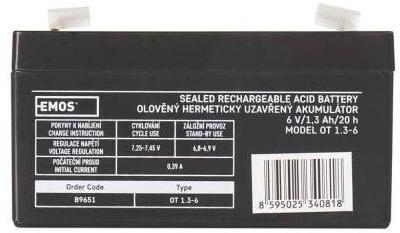 SEALED RECHARGEABLE ACID BATTERY
OLOVĚNÝ HERMETICKY UZAVŘENÝ AKUMULÁTOR
6 V/1,3 Ah/20 h
MODEL OT 1.3-6
EMOS
POKYNY K NABÍJENÍ
CHARGE INSTRUCTION
CYKLOVÁNÍ
CYCLE USE
ZÁLOŽNÍ PROVOZ
STAND-BY USE
REGULACE NAPĚTÍ
VOLTAGE REGULATION
7,25-7,45 V
6,8-6,9 V
POČÁTEČNÍ PROUD
INITIAL CURRENT
0,39 A
Order Code
Type
B9651
OT 1.3-6
8 595025 340818